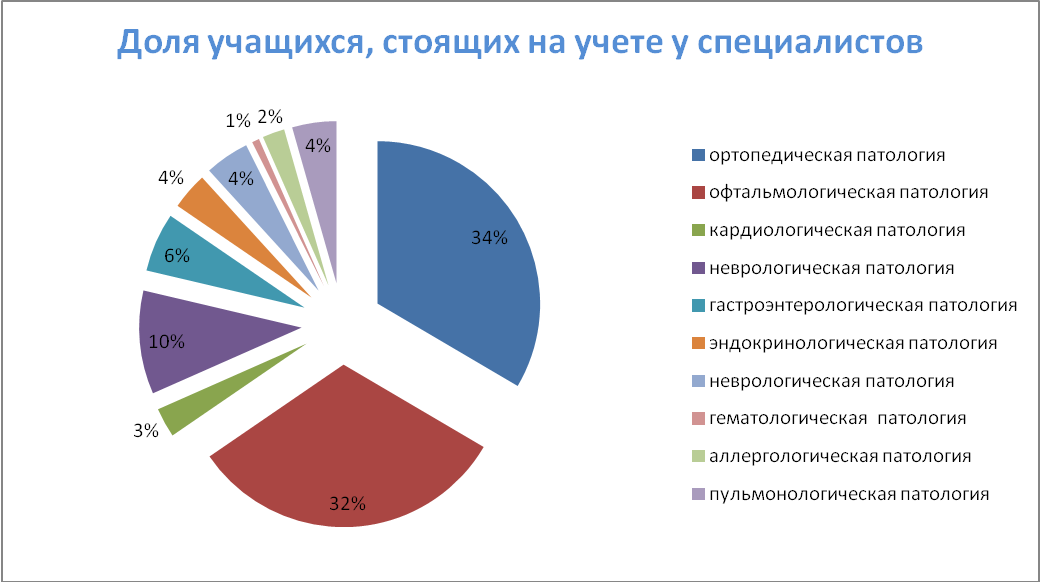 Доля учащихся, стоящих на учете у специалистов
1%
2%
4%
4%
4%
34%
6%
10%
3%
32%
ортопедическая патология
офтальмологическая патология
кардиологическая патология
неврологическая патология
гастроэнтерологическая патология
эндокринологическая патология
неврологическая патология
гематологическая  патология
аллергологическая патология
пульмонологическая патология